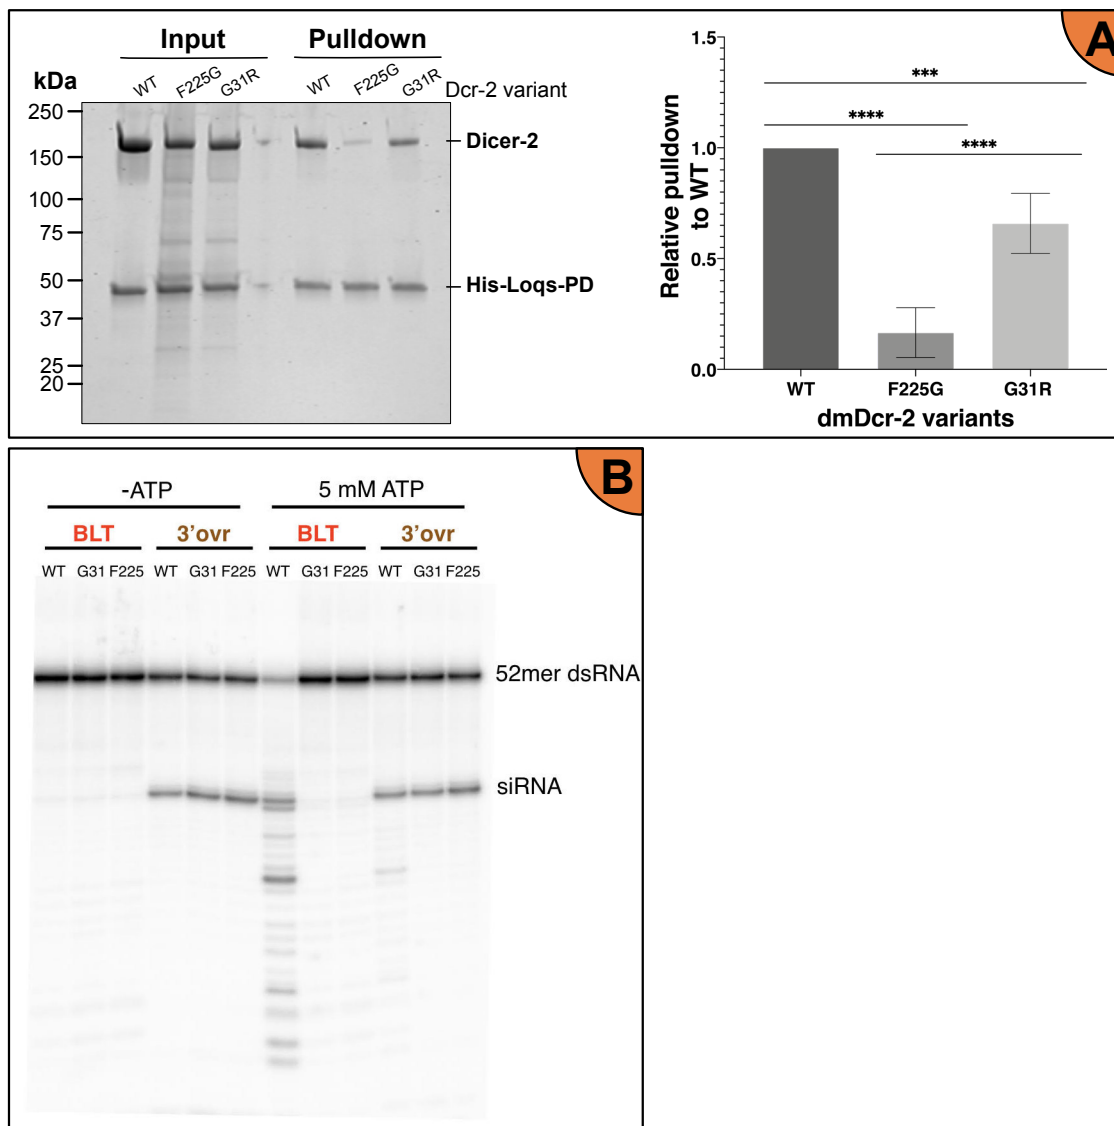 A
Input Pulldown
kDa
WT F225G G31R WT F225G G31R Dcr-2 variant
250
150
100
75
50
37
25
20
Dicer-2
His-Loqs-PD
Relative pulldown
to WT
1.5
1.0
0.5
0.0
***
****
****
WT F225G G31R
dmDcr-2 variants
B
-ATP 5 mM ATP
BLT 3'ovr BLT 3'ovr
WT G31 F225 WT G31 F225 WT G31 F225 WT G31 F225
52mer dsRNA
siRNA